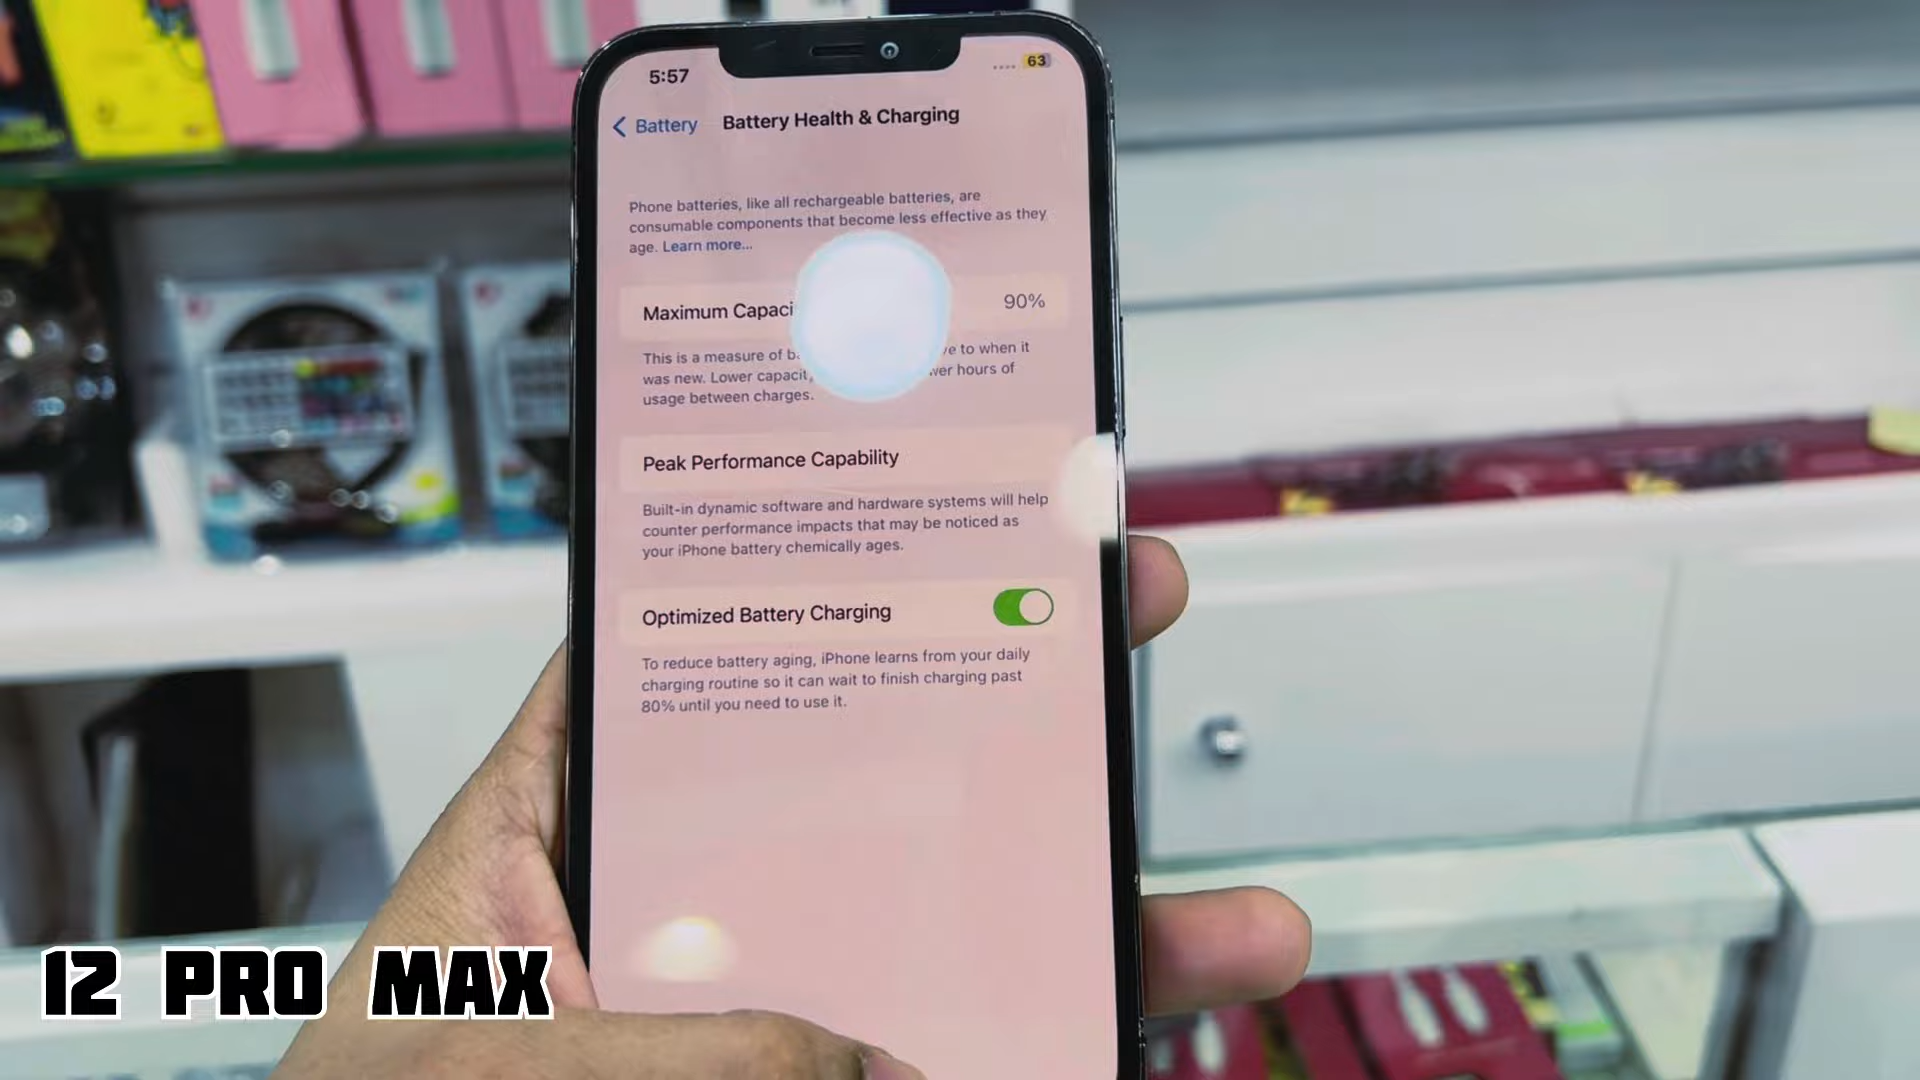 5:57
63
Battery
Battery Health & Charging
Phone batteries, like all rechargeable batteries, are
consumable components that become less effective as they
age. Learn more...
Maximum Capaci
90%
This is a measure of b
to when it
was new. Lower capacit
hours of
usage between charges.
Peak Performance Capability
Built-in dynamic software and hardware systems will help
counter performance impacts that may be noticed as
your iPhone battery chemically ages.
Optimized Battery Charging
To reduce battery aging, iPhone learns from your daily
charging routine so it can wait to finish charging past
80% until you need to use it.
12 PRO MAX